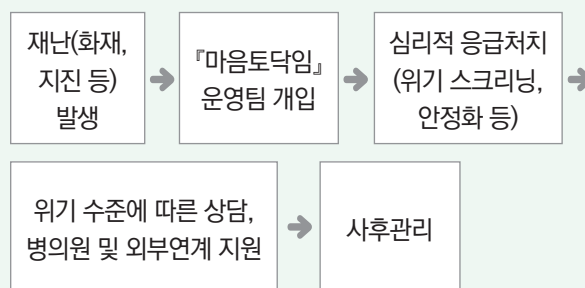 재난(화재,
지진 등)
발생
『마음토닥임』
운영팀 개입
심리적 응급처치
(위기 스크리닝,
안정화 등)
위기 수준에 따른 상담,
병의원 및 외부연계 지원
사후관리